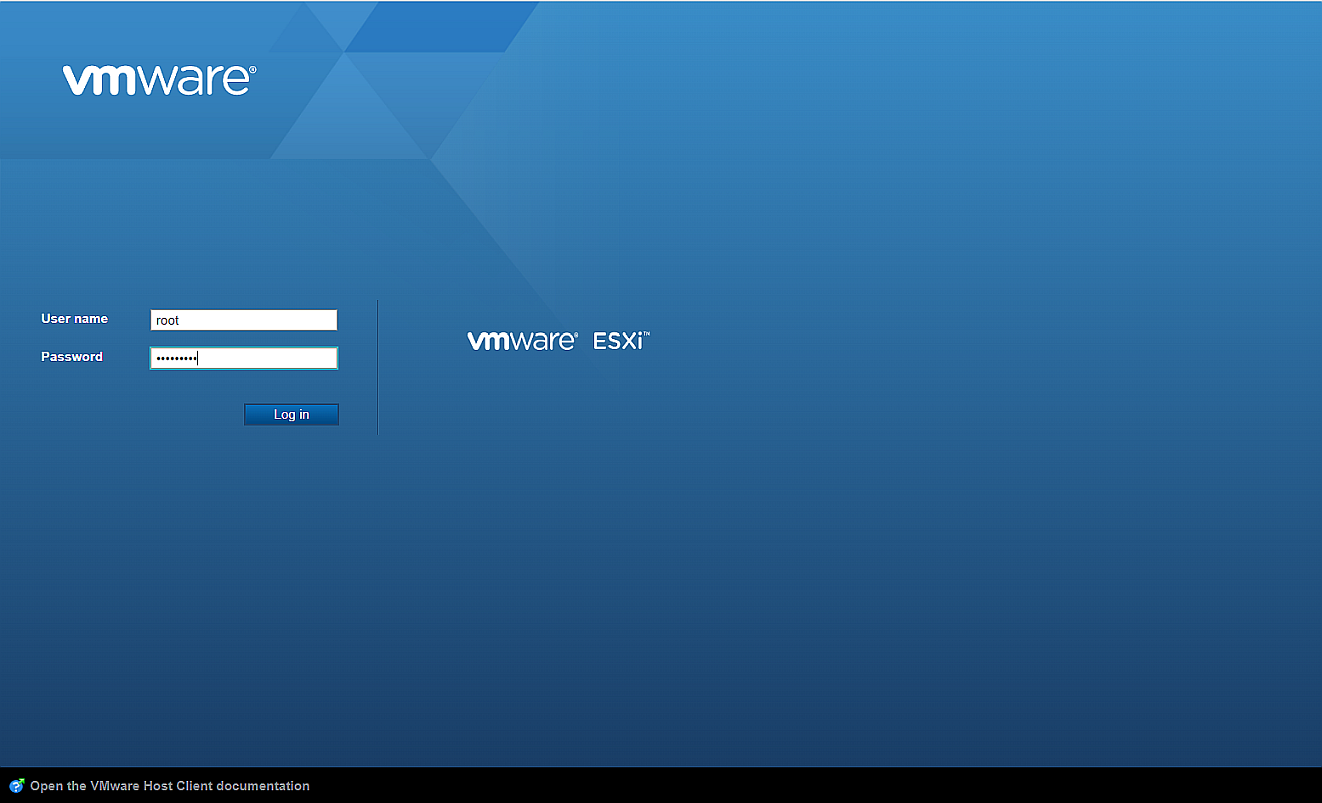 vmware®
User name
root
Password
•••••••••
vmware® ESXi™
Log in
Open the VMware Host Client documentation